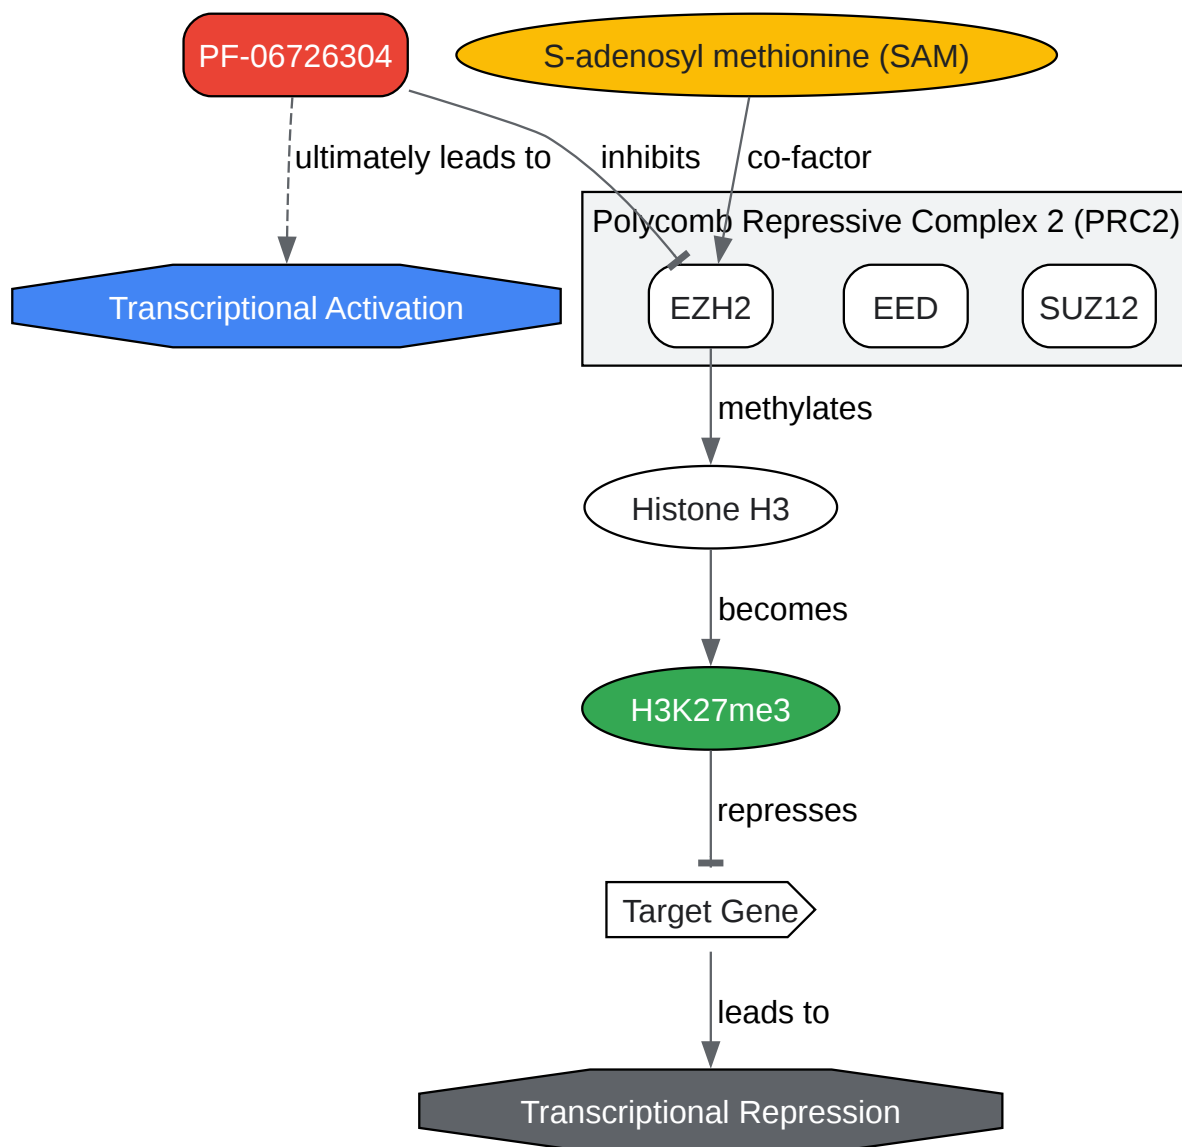 PF-06726304
S-adenosyl methionine (SAM)
ultimately leads to
inhibits
co-factor
Polycomb Repressive Complex 2 (PRC2)
Transcriptional Activation
EZH2
EED
SUZ12
methylates
Histone H3
becomes
H3K27me3
represses
Target Gene
leads to
Transcriptional Repression